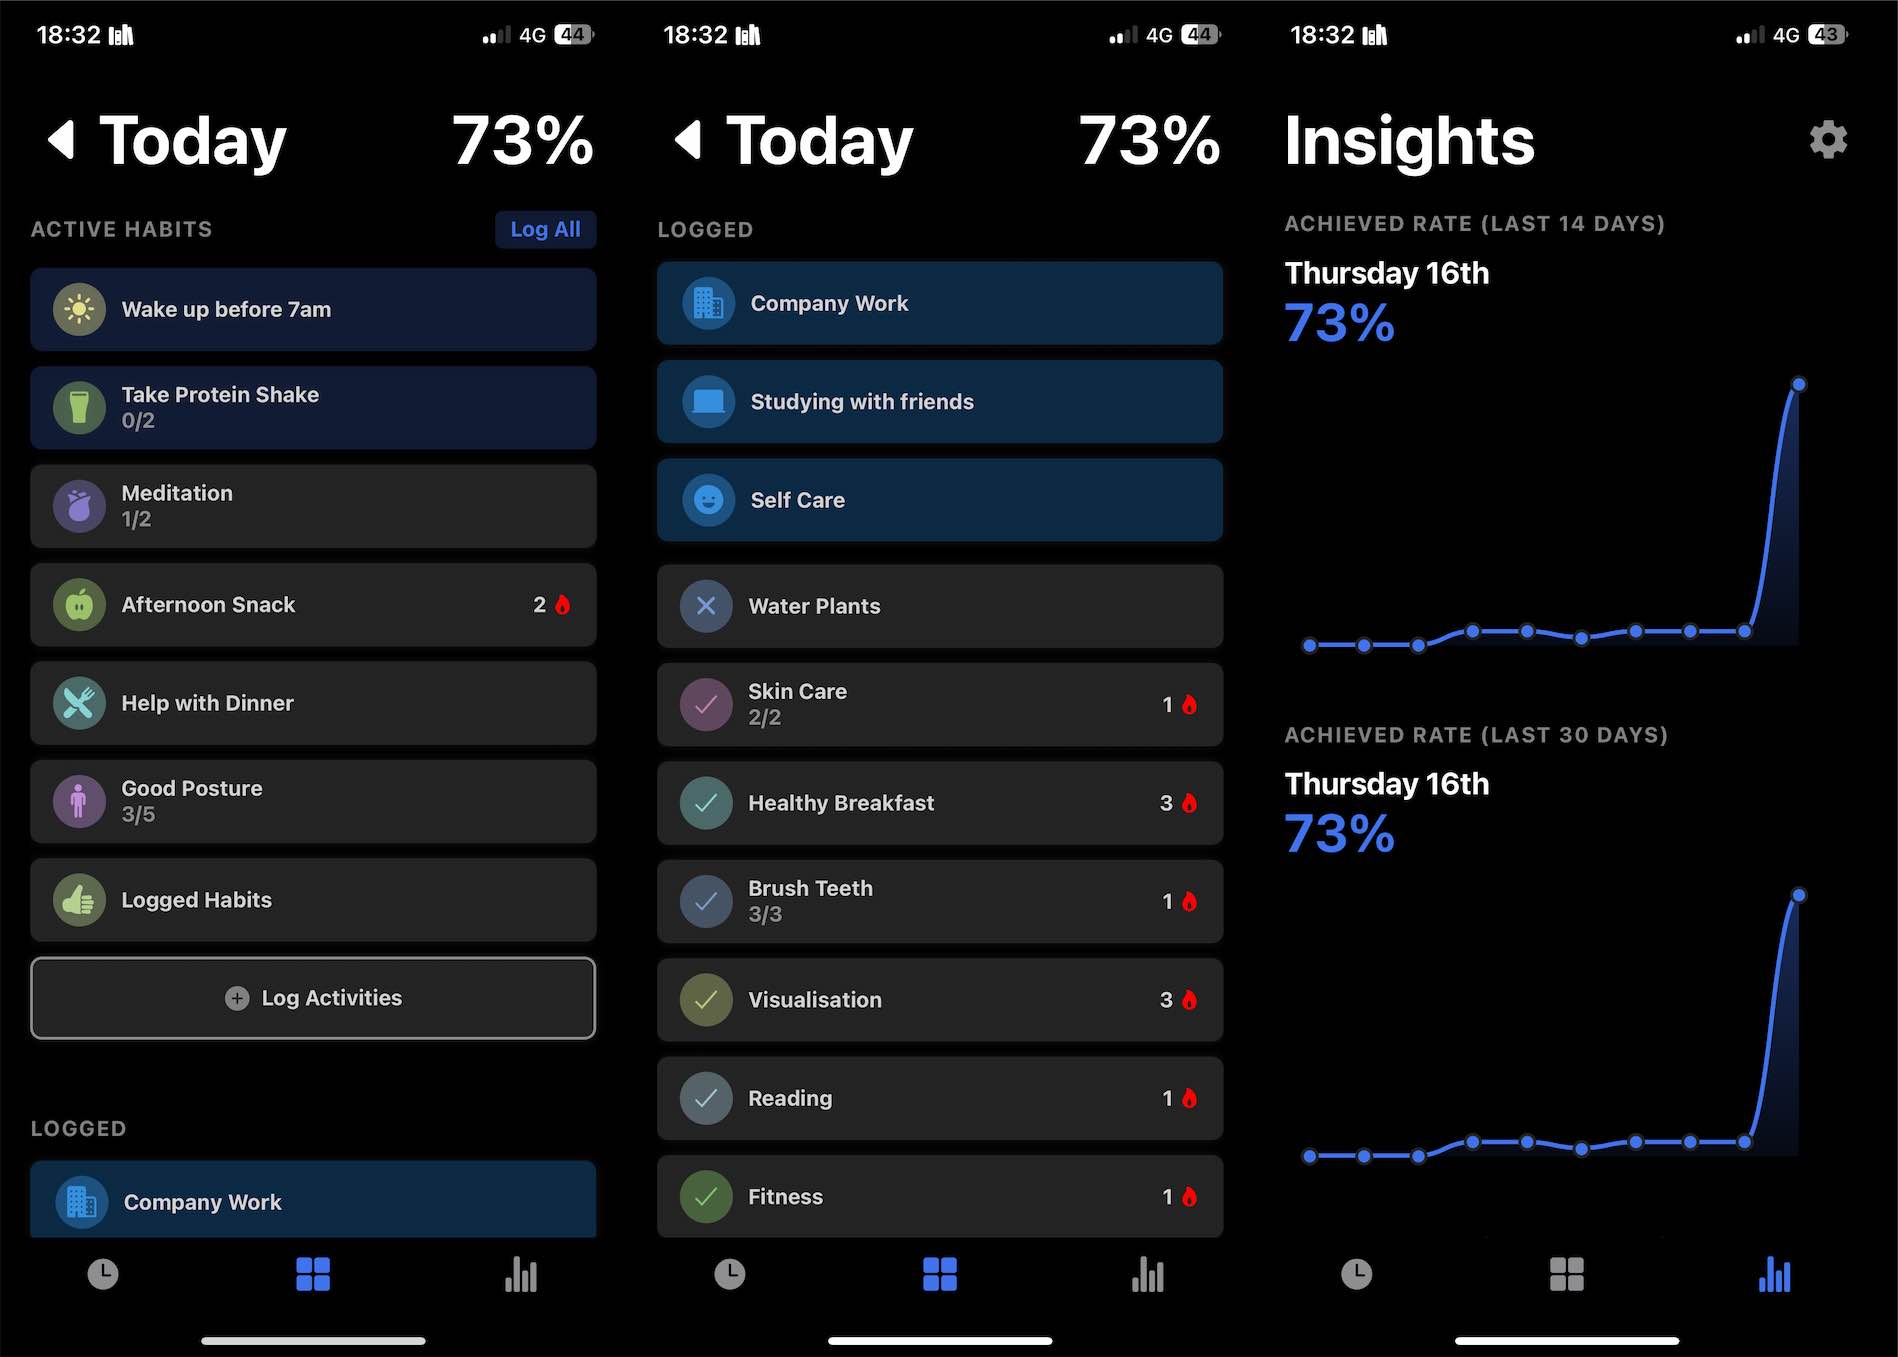 18:32
4G 44
Today 73%
ACTIVE HABITS
Log All
Wake up before 7am
Take Protein Shake
0/2
Meditation
1/2
Afternoon Snack 2
Help with Dinner
Good Posture
3/5
Logged Habits
Log Activities
LOGGED
Company Work
18:32
4G 44
Today 73%
LOGGED
Company Work
Studying with friends
Self Care
Water Plants
Skin Care 1
2/2
Healthy Breakfast 3
Brush Teeth 1
3/3
Visualisation 3
Reading 1
Fitness 1
18:32
4G 43
Insights
ACHIEVED RATE (LAST 14 DAYS)
Thursday 16th
73%
ACHIEVED RATE (LAST 30 DAYS)
Thursday 16th
73%